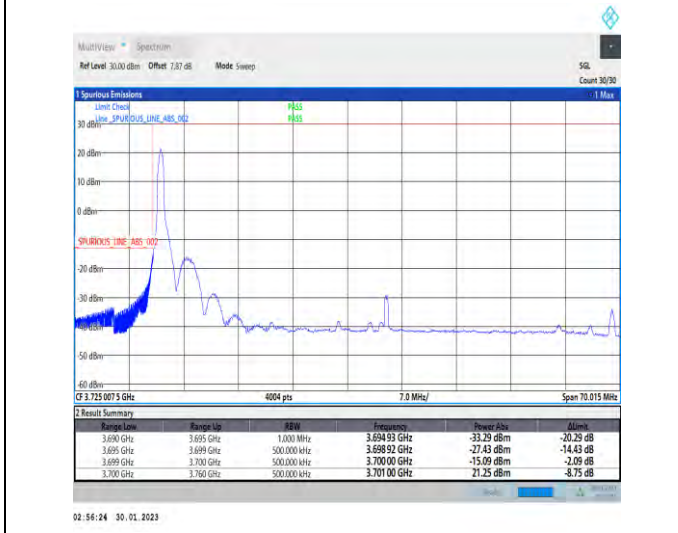 MultiView Spectrum
Ref Level 30.00 dBm Offset 7.87 dB Mode Sweep SGL
Count 30/30
1 Spurious Emissions 1 Max
Limit Check PASS
Line _SPURIOUS_LINE_ABS_002 PASS
30 dBm
20 dBm
10 dBm
0 dBm
_SPURIOUS_LINE_ABS_002
-20 dBm
-30 dBm
-40 dBm
-50 dBm
-60 dBm
CF 3.725 007 5 GHz 4004 pts 7.0 MHz/ Span 70.015 MHz
2 Result Summary
Range Low Range Up RBW Frequency Power Abs ΔLimit
3.690 GHz 3.695 GHz 1.000 MHz 3.694 93 GHz -33.29 dBm -20.29 dB
3.695 GHz 3.699 GHz 500.000 kHz 3.698 92 GHz -27.43 dBm -14.43 dB
3.699 GHz 3.700 GHz 500.000 kHz 3.700 00 GHz -15.09 dBm -2.09 dB
3.700 GHz 3.760 GHz 500.000 kHz 3.701 00 GHz 21.25 dBm -8.75 dB
02:56:24 30.01.2023